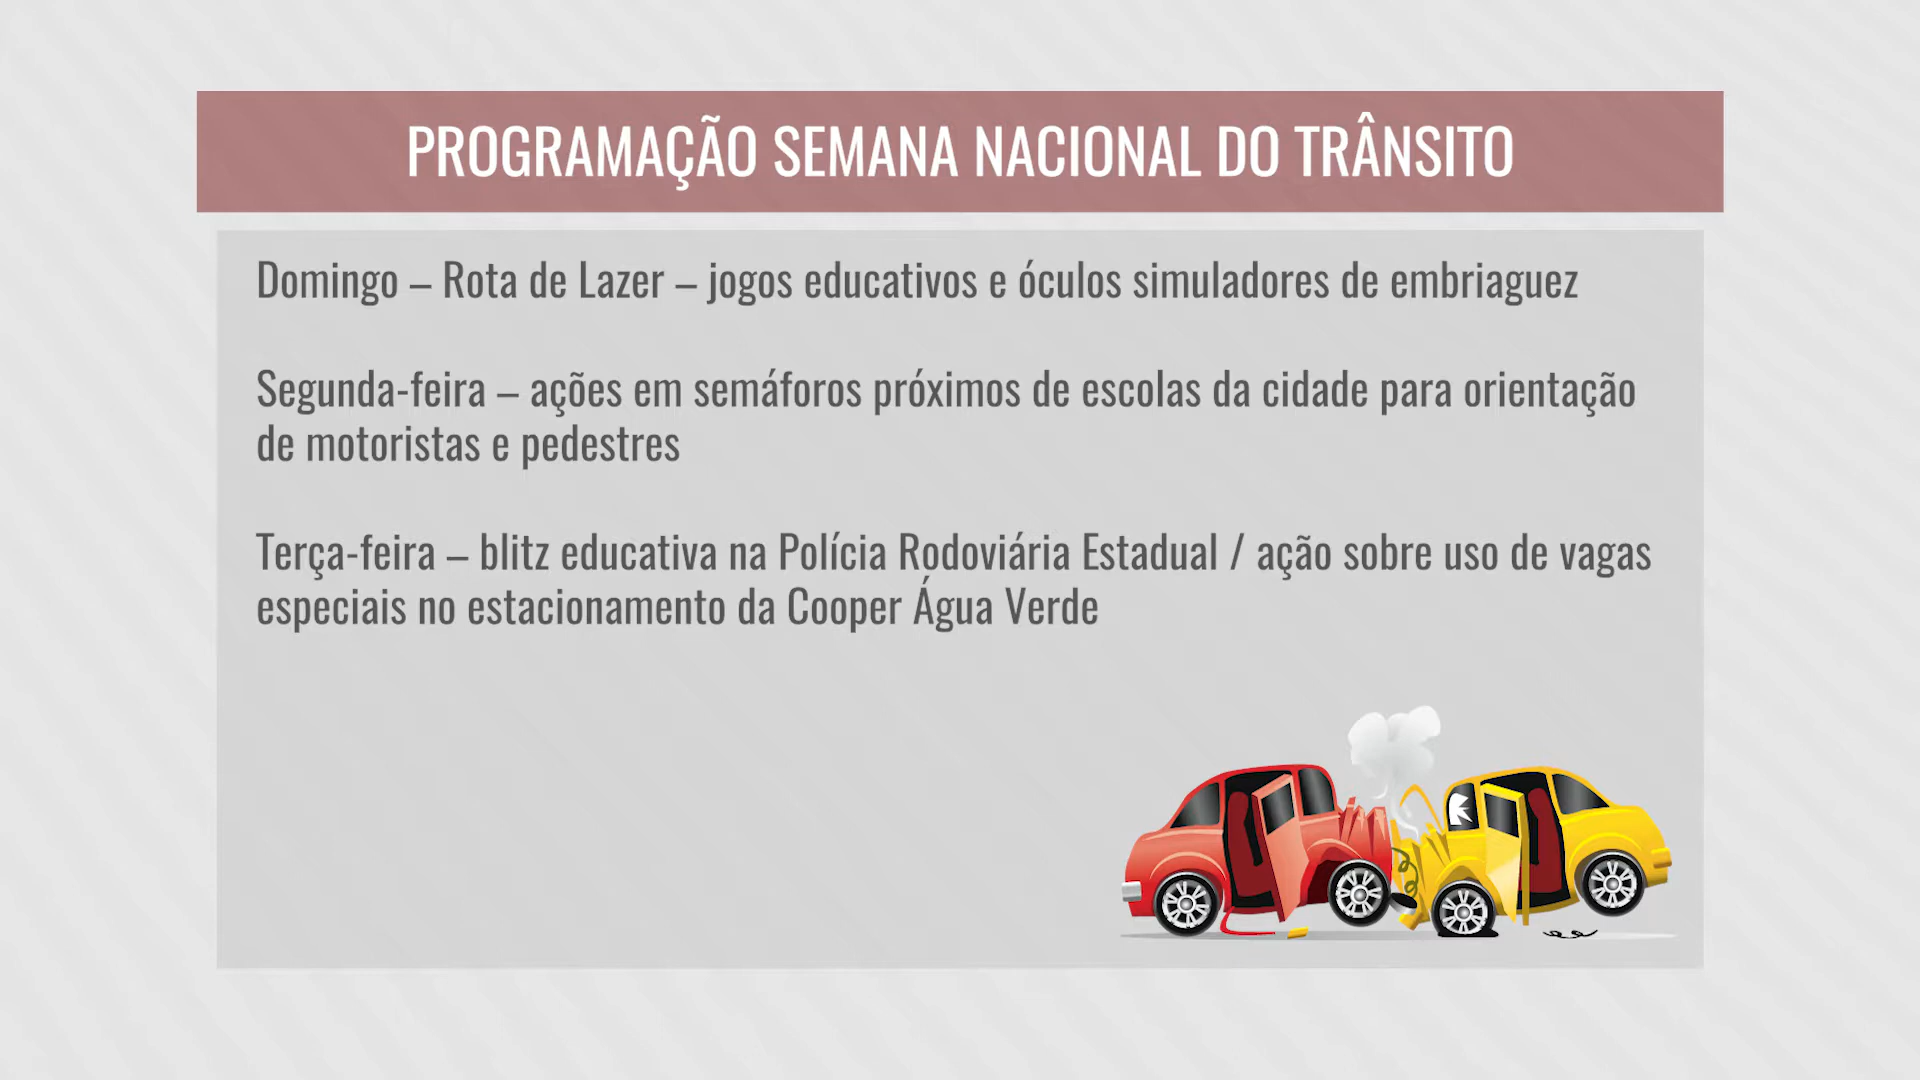 PROGRAMAÇÃO SEMANA NACIONAL DO TRÂNSITO
Domingo – Rota de Lazer – jogos educativos e óculos simuladores de embriaguez
Segunda-feira – ações em semáforos próximos de escolas da cidade para orientação
de motoristas e pedestres
Terça-feira – blitz educativa na Polícia Rodoviária Estadual / ação sobre uso de vagas
especiais no estacionamento da Cooper Água Verde